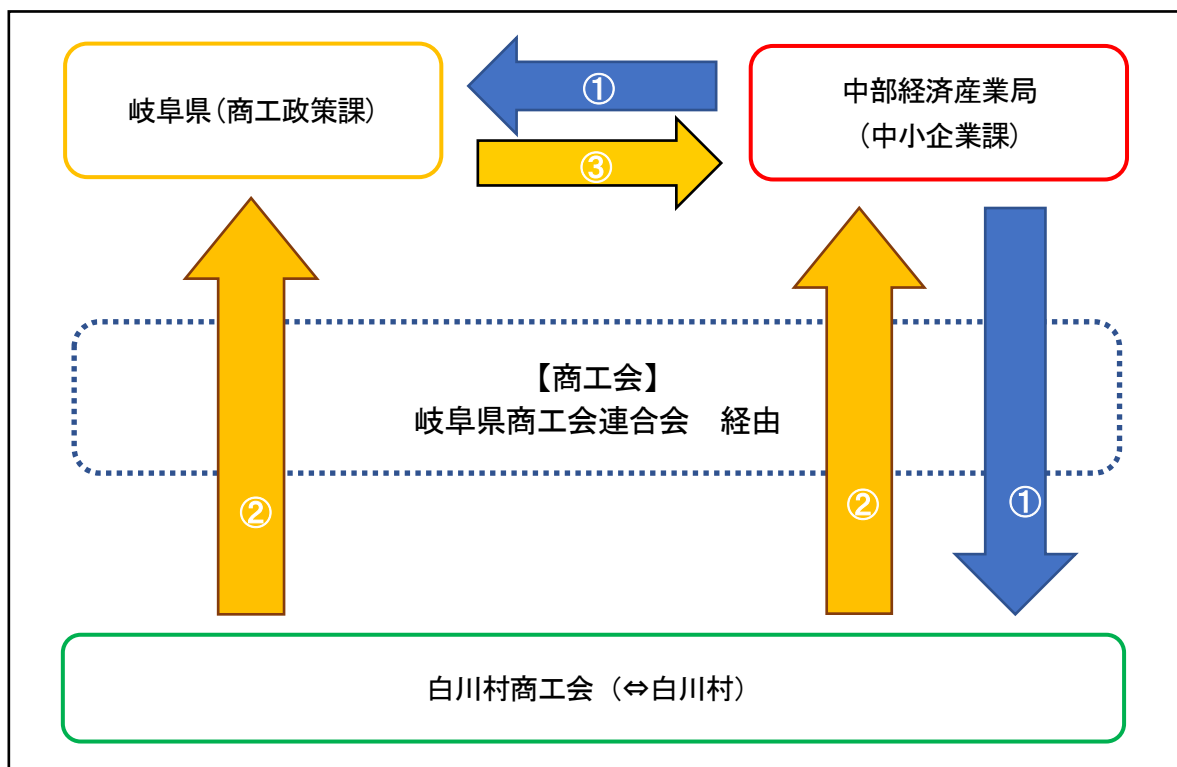 岐阜県(商工政策課)
①
③
中部経済産業局
(中小企業課)
【商工会】
岐阜県商工会連合会　経由
②
②
①
白川村商工会（⇔白川村）